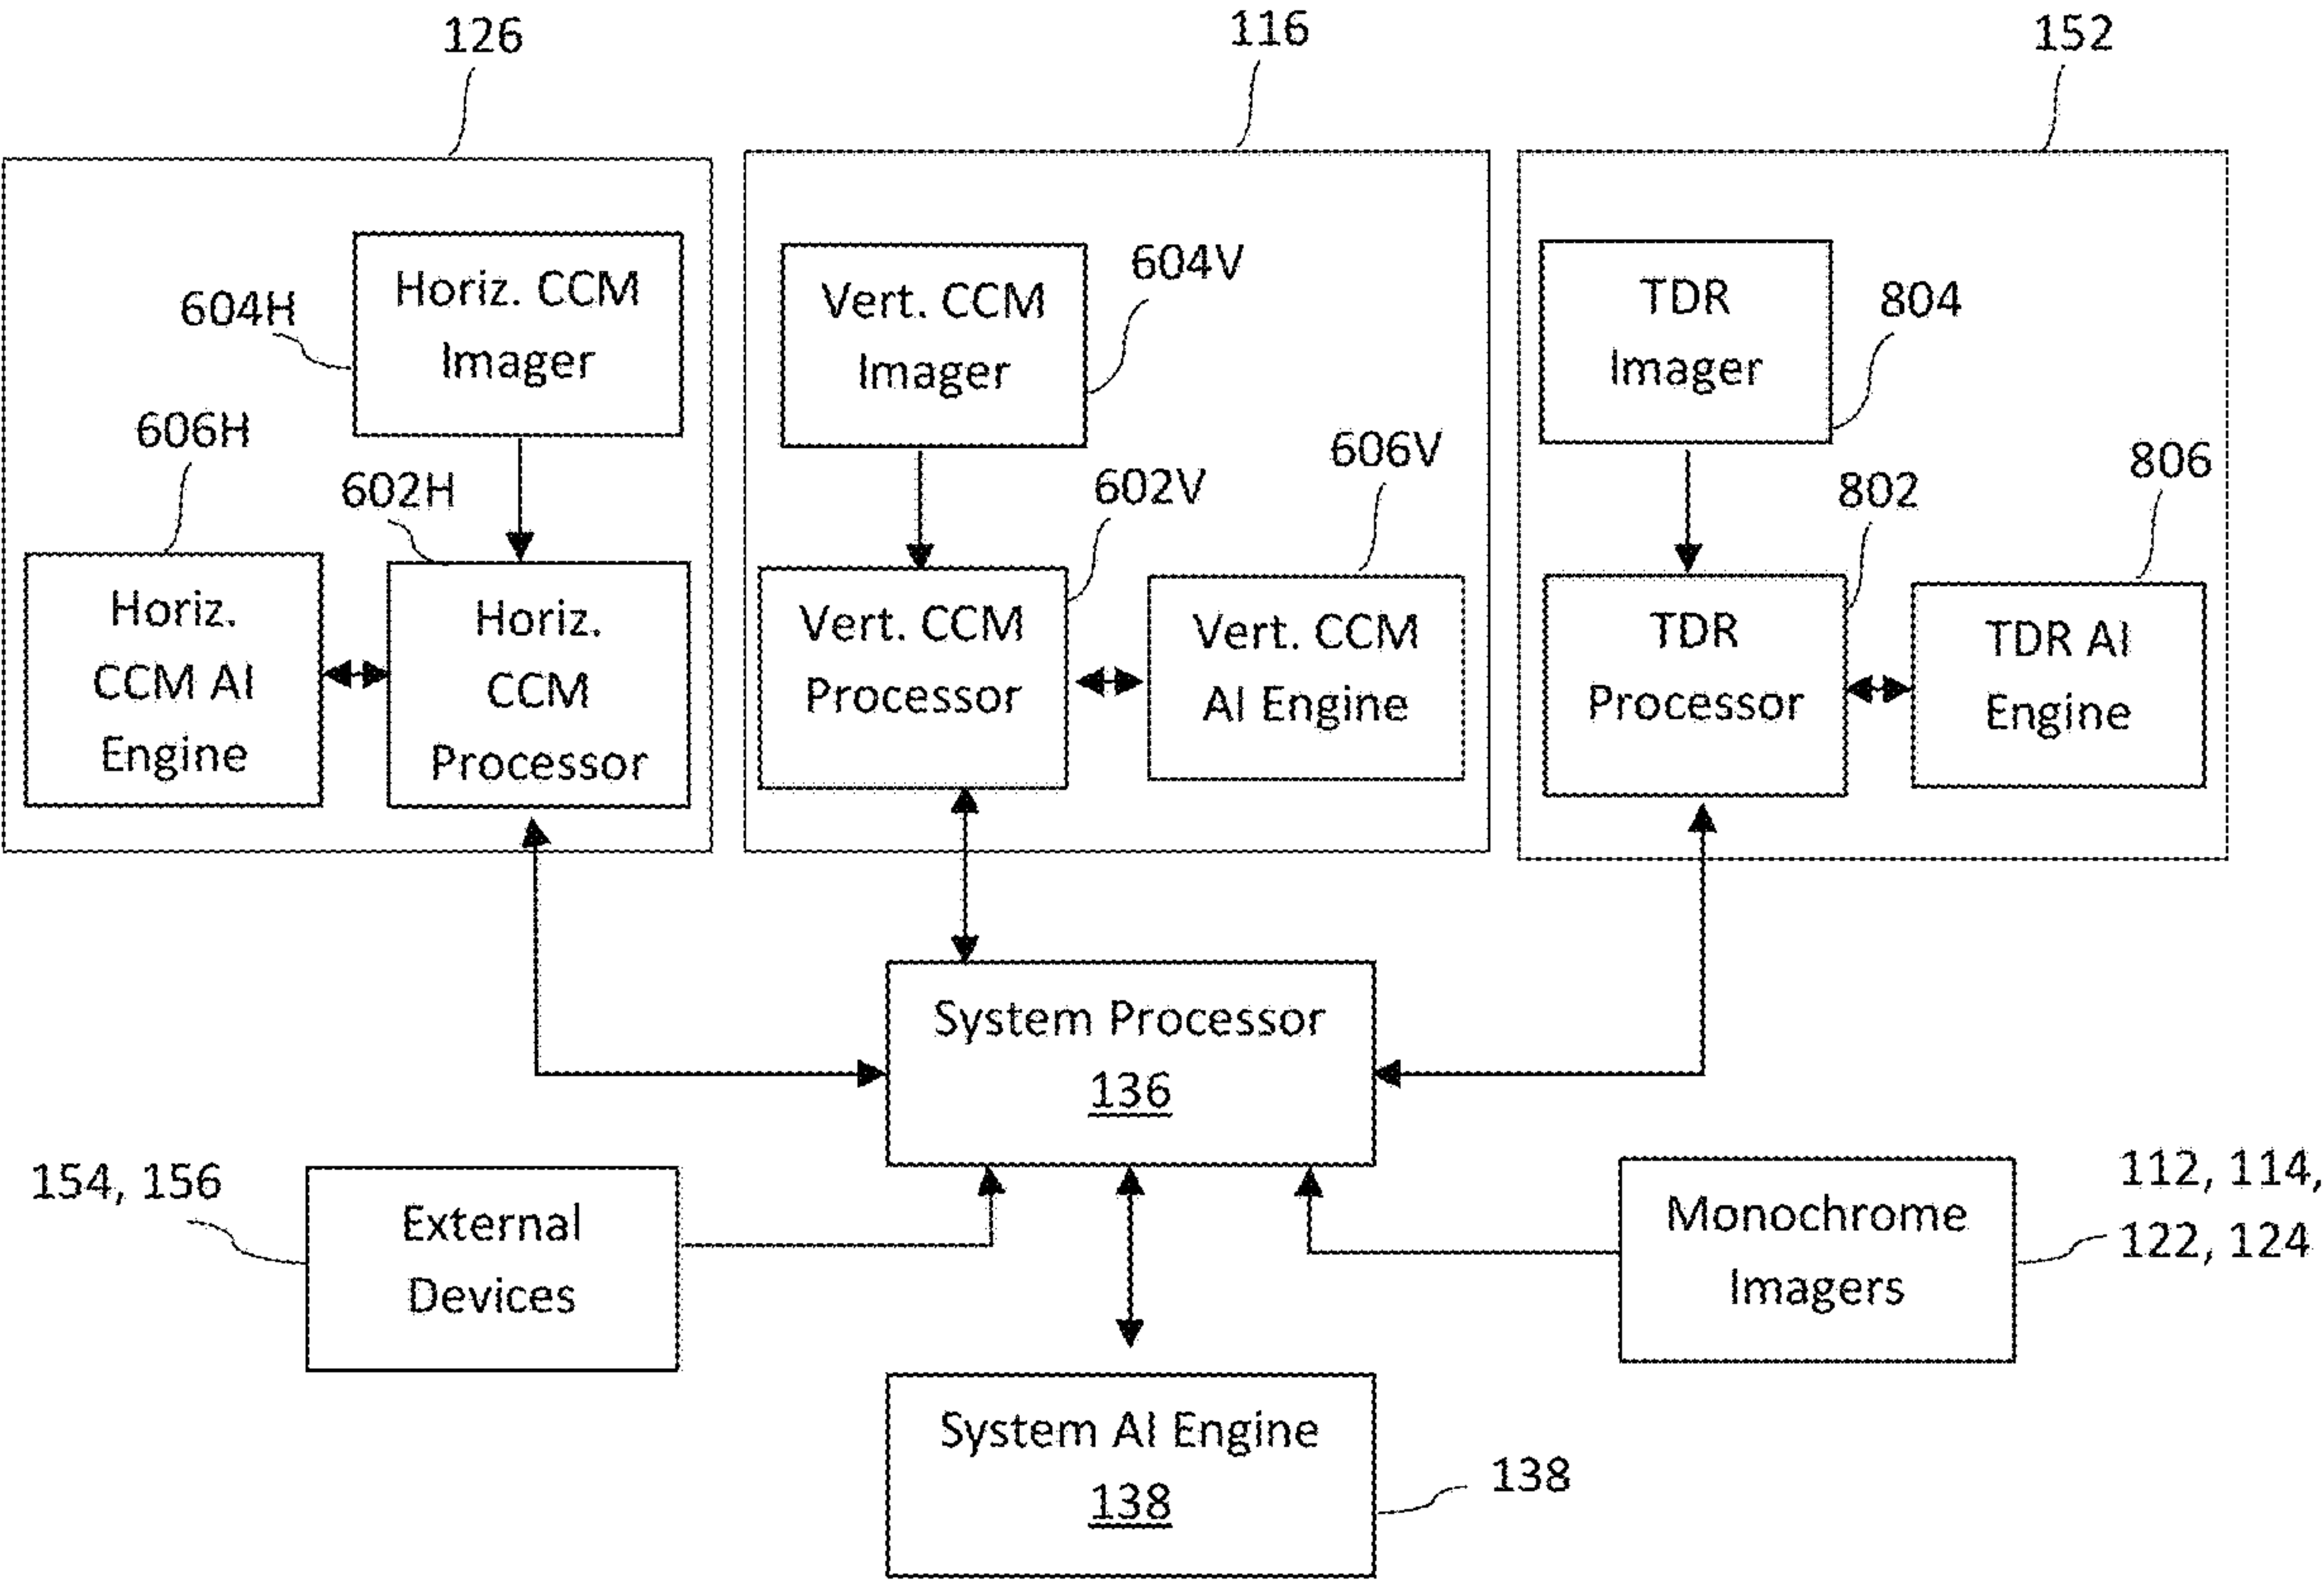 126
116
152
604H
Horiz. CCM
Imager
Vert. CCM
Imager
604V
TDR
Imager
804
606H
602H
602V
606V
802
806
Horiz.
CCM AI
Engine
Horiz.
CCM
Processor
Vert. CCM
Processor
Vert. CCM
AI Engine
TDR
Processor
TDR AI
Engine
System Processor
136
154, 156
External
Devices
Monochrome
Imagers
112, 114,
122, 124
System AI Engine
138
138